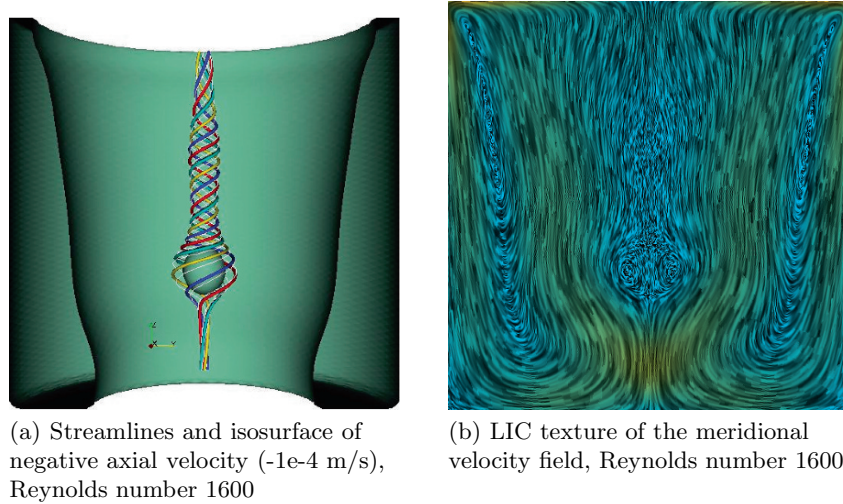 (a) Streamlines and isosurface of
negative axial velocity (-1e-4 m/s),
Reynolds number 1600
(b) LIC texture of the meridional
velocity field, Reynolds number 1600